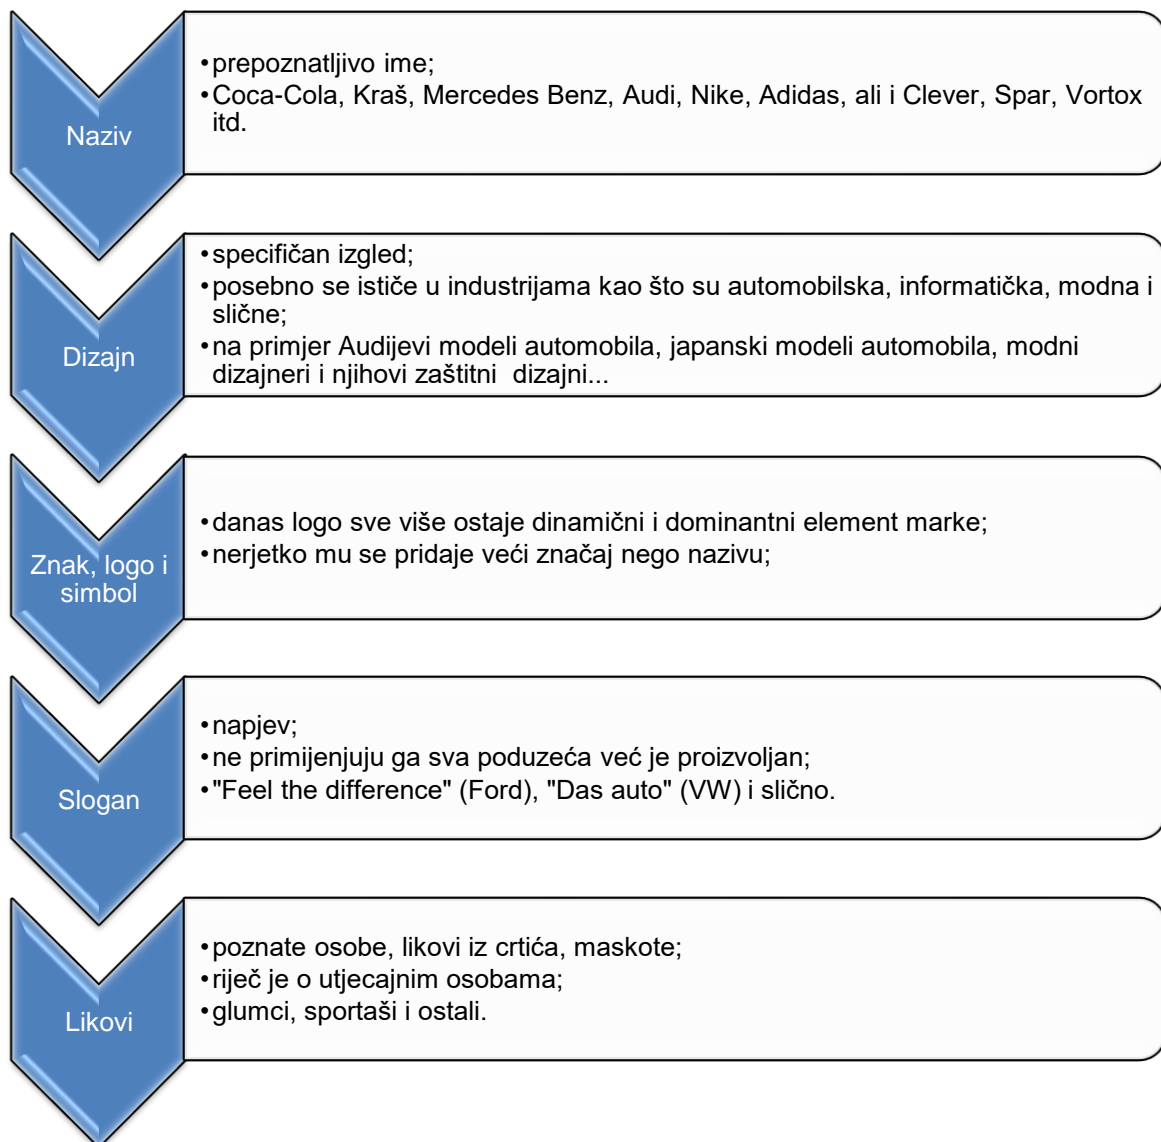 Naziv
•prepoznatljivo ime;
•Coca-Cola, Kraš, Mercedes Benz, Audi, Nike, Adidas, ali i Clever, Spar, Vortox
itd.
Dizajn
•specifičan izgled;
•posebno se ističe u industrijama kao što su automobilska, informatička, modna i
slične;
•na primjer Audijevi modeli automobila, japanski modeli automobila, modni
dizajneri i njihovi zaštitni  dizajni...
Znak, logo i
simbol
•danas logo sve više ostaje dinamični i dominantni element marke;
•nerjetko mu se pridaje veći značaj nego nazivu;
Slogan
•napjev;
•ne primijenjuju ga sva poduzeća već je proizvoljan;
•"Feel the difference" (Ford), "Das auto" (VW) i slično.
Likovi
•poznate osobe, likovi iz crtića, maskote;
•riječ je o utjecajnim osobama;
•glumci, sportaši i ostali.